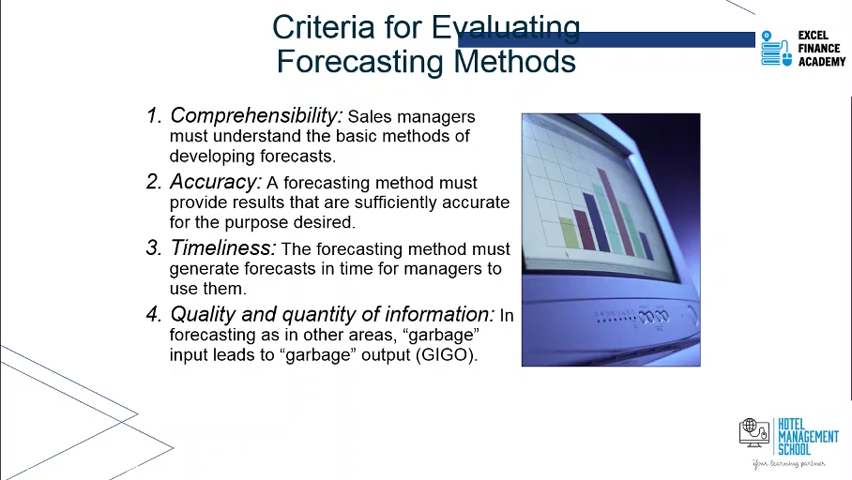 Criteria for Evaluating
Forecasting Methods
EXCEL
FINANCE
ACADEMY
1. Comprehensibility: Sales managers
must understand the basic methods of
developing forecasts.
2. Accuracy: A forecasting method must
provide results that are sufficiently accurate
for the purpose desired.
3. Timeliness: The forecasting method must
generate forecasts in time for managers to
use them.
4. Quality and quantity of information: In
forecasting as in other areas, “garbage”
input leads to “garbage” output (GIGO).
HOTEL
MANAGEMENT
SCHOOL
your learning partner